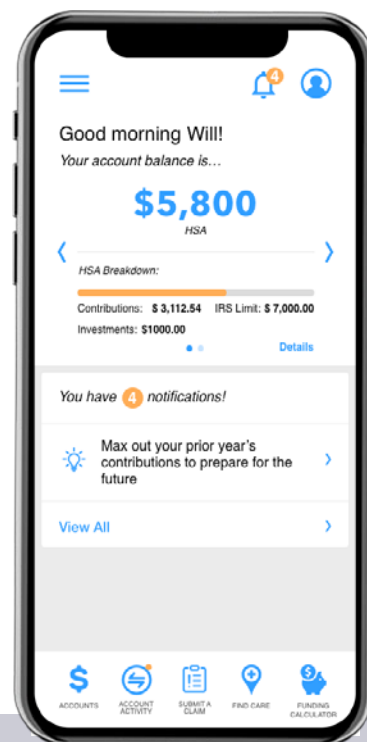 4
Good morning Will!
Your account balance is...
$5,800
HSA
HSA Breakdown:
Contributions: $ 3,112.54 IRS Limit: $ 7,000.00
Investments: $1000.00
Details
You have 4 notifications!
Max out your prior year's
contributions to prepare for the
future
View All
$ $
ACCOUNTS ACCOUNT SUBMIT A FIND CARE FUNDING
ACTIVITY CLAIM CALCULATOR